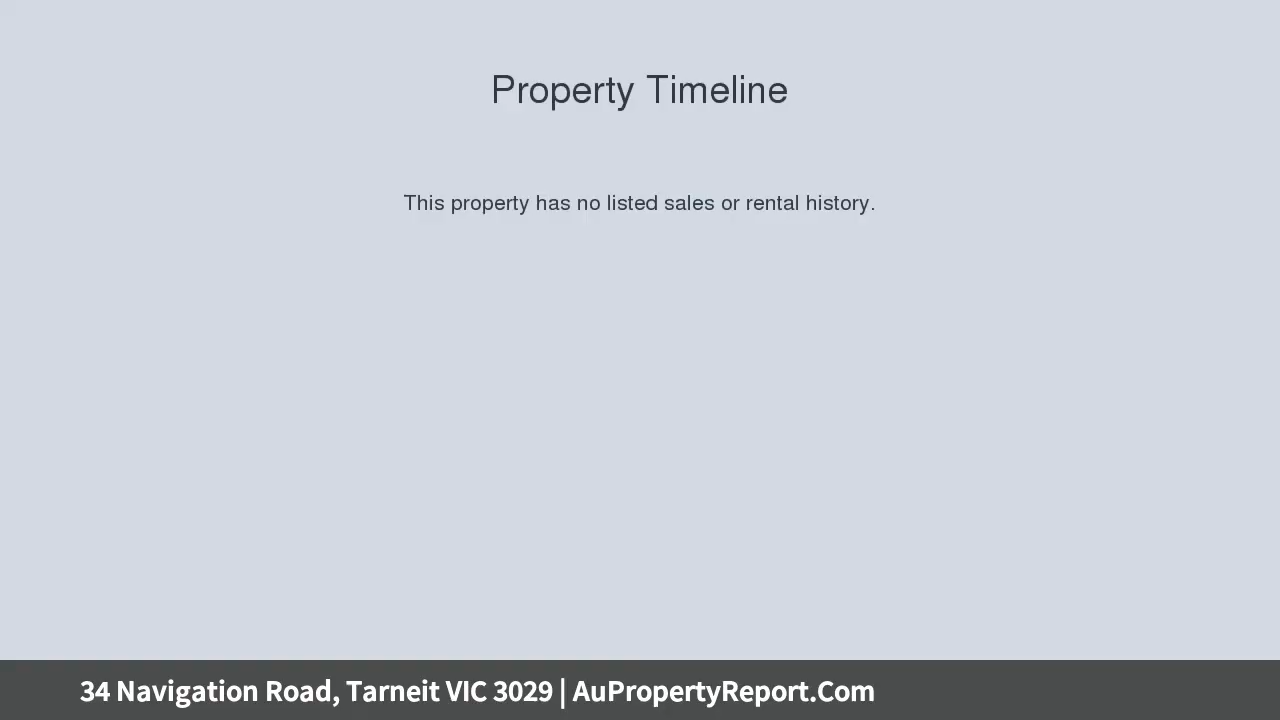 Property Timeline
This property has no listed sales or rental history.
34 Navigation Road, Tarneit VIC 3029 | AuPropertyReport.Com